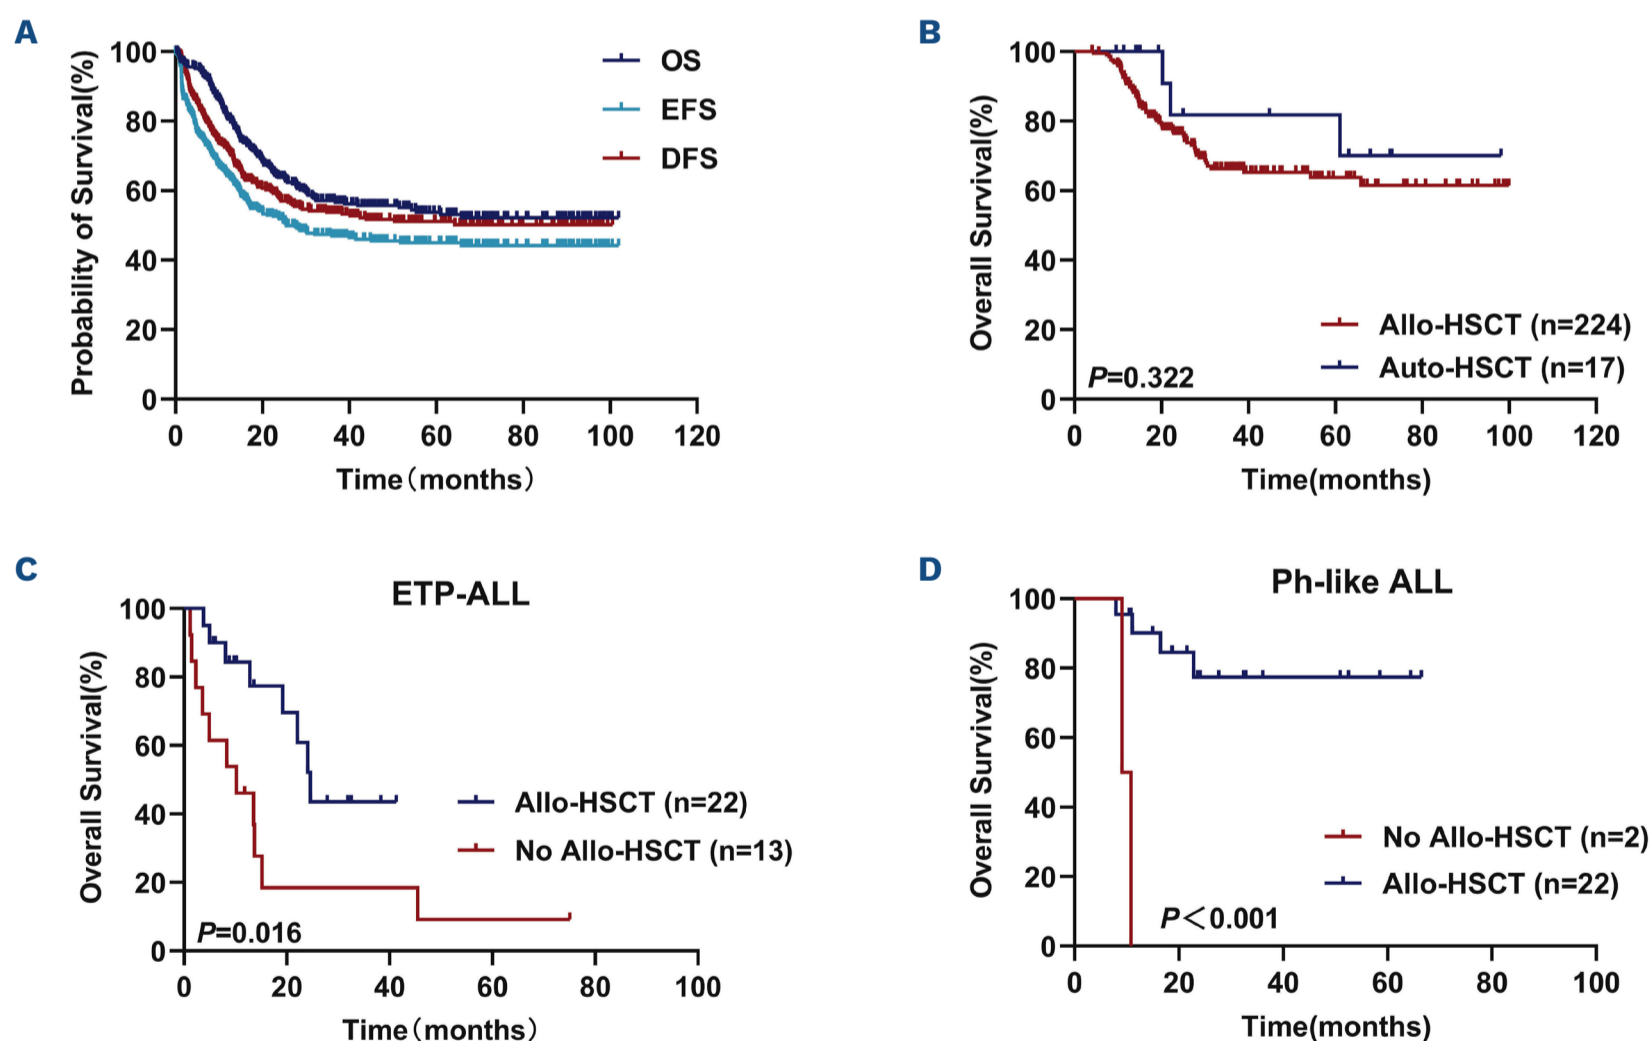 A
100
80
60
40
20
0
0 20 40 60 80 100 120
Probability of Survival(%)
Time（months）
OS
EFS
DFS
B
100
80
60
40
20
0
0 20 40 60 80 100 120
Overall Survival(%)
Time(months)
Allo-HSCT (n=224)
Auto-HSCT (n=17)
P=0.322
C
ETP-ALL
100
80
60
40
20
0
0 20 40 60 80 100
Overall Survival(%)
Time（months）
Allo-HSCT (n=22)
No Allo-HSCT (n=13)
P=0.016
D
Ph-like ALL
100
80
60
40
20
0
0 20 40 60 80 100
Overall Survival(%)
Time(months)
No Allo-HSCT (n=2)
Allo-HSCT (n=22)
P＜0.001